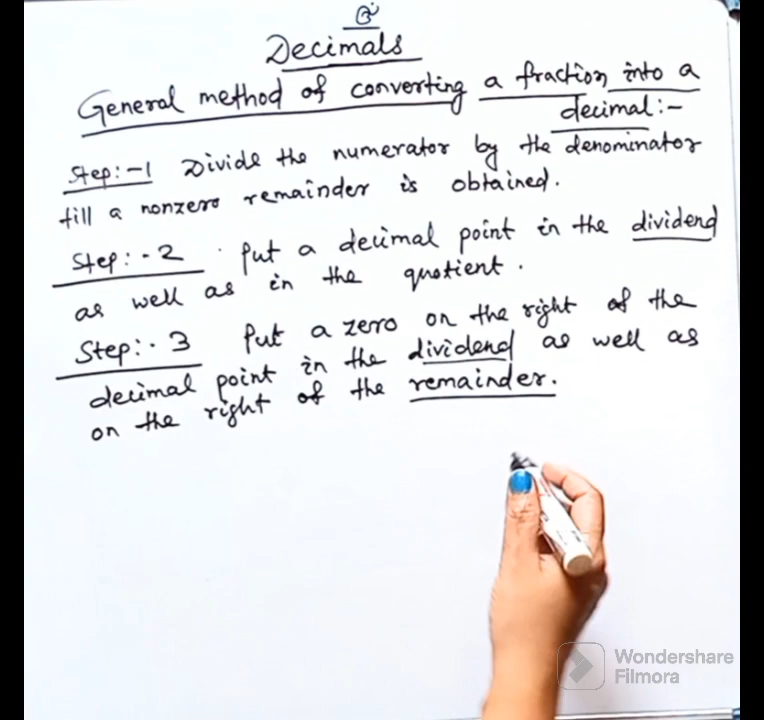 Decimals
General method of converting a fraction into a
decimal:-
Step:-1 Divide the numerator by the denominator
till a nonzero remainder is obtained.
Step:-2 Put a decimal point in the dividend
as well as in the quotient.
Step:-3 Put a zero on the right of the
decimal point in the dividend as well as
on the right of the remainder.
Wondershare
Filmora